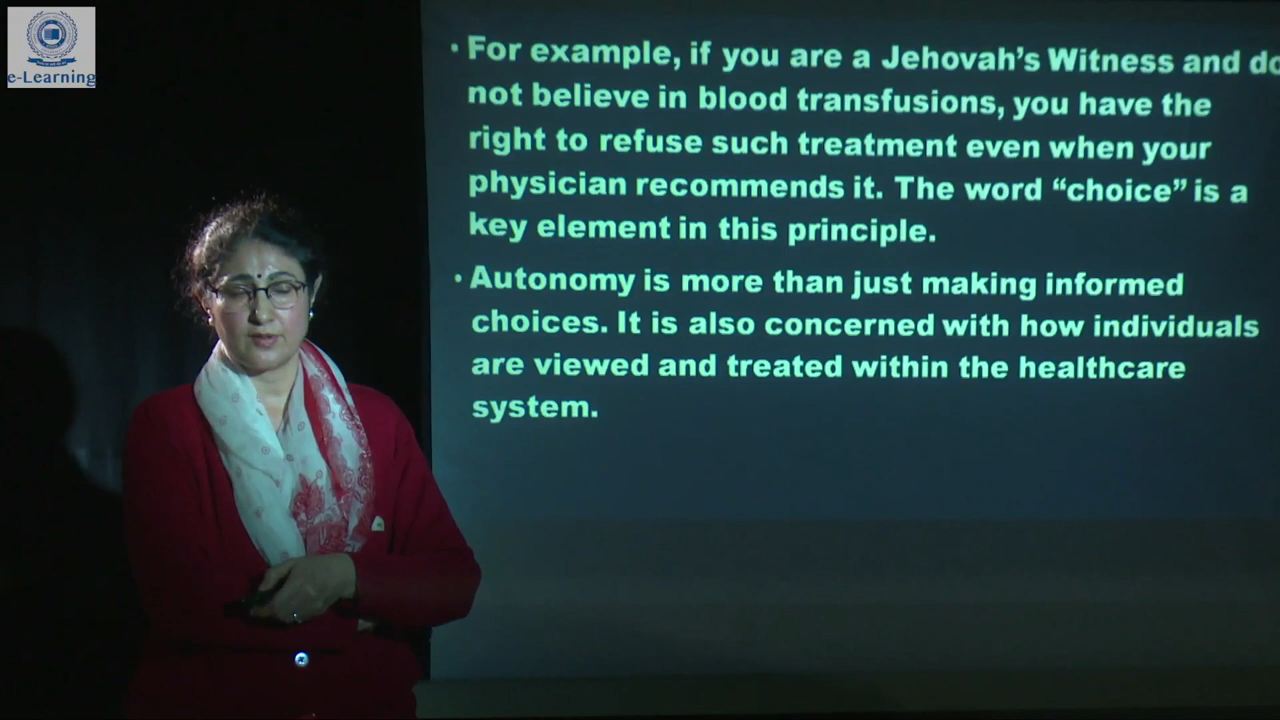 e-Learning
• For example, if you are a Jehovah's Witness and do
not believe in blood transfusions, you have the
right to refuse such treatment even when your
physician recommends it. The word “choice” is a
key element in this principle.
• Autonomy is more than just making informed
choices. It is also concerned with how individuals
are viewed and treated within the healthcare
system.